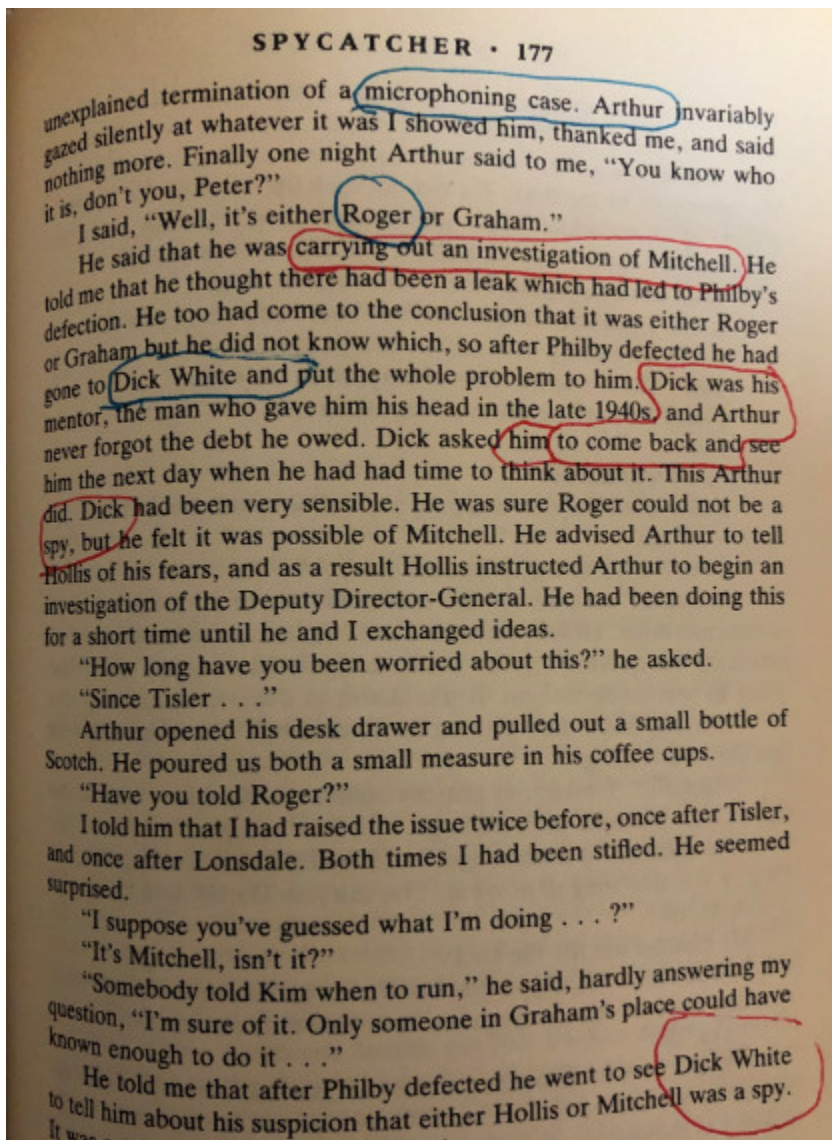 SPYCATCHER · 177
unexplained termination of a microphoning case. Arthur invariably
gazed silently at whatever it was I showed him, thanked me, and said
nothing more. Finally one night Arthur said to me, “You know who
it is, don’t you, Peter?”
I said, “Well, it’s either Roger or Graham.”
He said that he was carrying out an investigation of Mitchell. He
told me that he thought there had been a leak which had led to Philby’s
defection. He too had come to the conclusion that it was either Roger
or Graham but he did not know which, so after Philby defected he had
gone to Dick White and put the whole problem to him. Dick was his
mentor, the man who gave him his head in the late 1940s, and Arthur
never forgot the debt he owed. Dick asked him to come back and see
him the next day when he had had time to think about it. This Arthur
did. Dick had been very sensible. He was sure Roger could not be a
spy, but he felt it was possible of Mitchell. He advised Arthur to tell
Hollis of his fears, and as a result Hollis instructed Arthur to begin an
investigation of the Deputy Director-General. He had been doing this
for a short time until he and I exchanged ideas.
“How long have you been worried about this?” he asked.
“Since Tisler . . .”
Arthur opened his desk drawer and pulled out a small bottle of
Scotch. He poured us both a small measure in his coffee cups.
“Have you told Roger?”
I told him that I had raised the issue twice before, once after Tisler,
and once after Lonsdale. Both times I had been stifled. He seemed
surprised.
“I suppose you’ve guessed what I’m doing . . . ?”
“It’s Mitchell, isn’t it?”
“Somebody told Kim when to run,” he said, hardly answering my
question, “I’m sure of it. Only someone in Graham’s place could have
known enough to do it . . .”
He told me that after Philby defected he went to see Dick White
to tell him about his suspicion that either Hollis or Mitchell was a spy.
It was